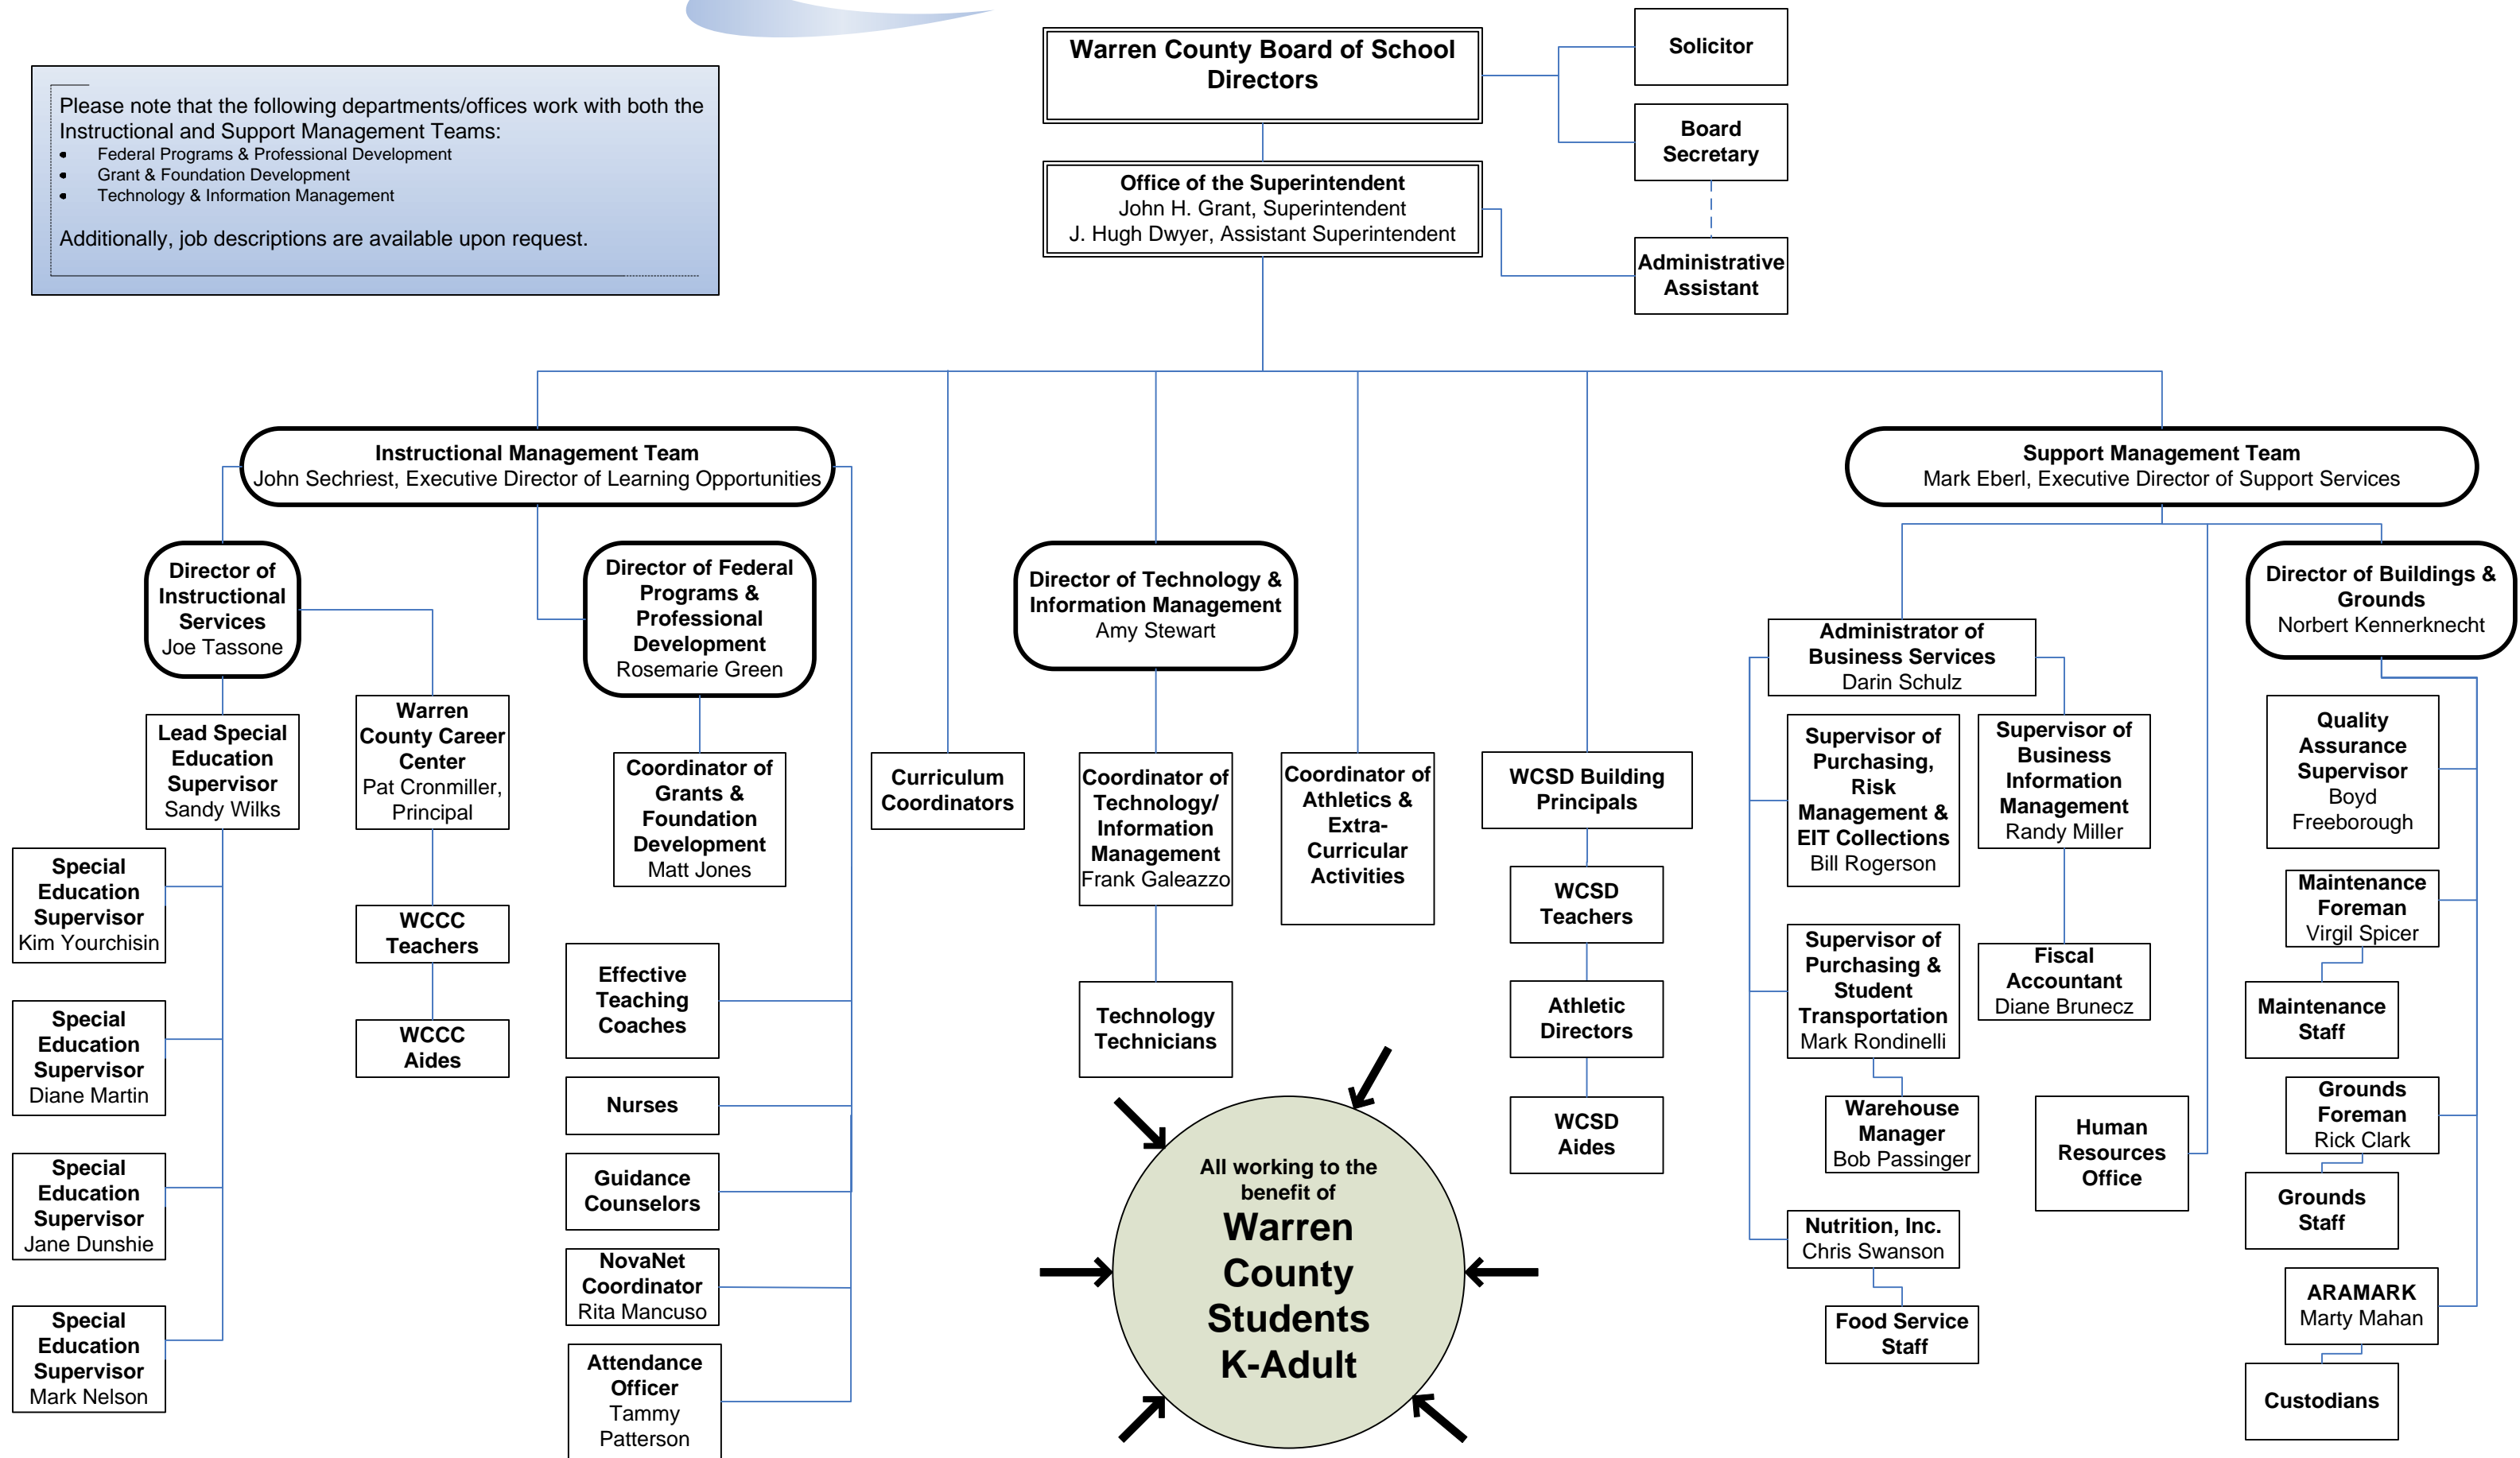 Please note that the following departments/offices work with both the
Instructional and Support Management Teams:
• Federal Programs & Professional Development
• Grant & Foundation Development
• Technology & Information Management
Additionally, job descriptions are available upon request.
Warren County Board of School
Directors
Solicitor
Board
Secretary
Office of the Superintendent
John H. Grant, Superintendent
J. Hugh Dwyer, Assistant Superintendent
Administrative
Assistant
Instructional Management Team
John Sechriest, Executive Director of Learning Opportunities
Support Management Team
Mark Eberl, Executive Director of Support Services
Director of
Instructional
Services
Joe Tassone
Director of Federal
Programs &
Professional
Development
Rosemarie Green
Director of Technology &
Information Management
Amy Stewart
Administrator of
Business Services
Darin Schulz
Director of Buildings &
Grounds
Norbert Kennerknecht
Lead Special
Education
Supervisor
Sandy Wilks
Warren
County Career
Center
Pat Cronmiller,
Principal
Coordinator of
Grants &
Foundation
Development
Matt Jones
Curriculum
Coordinators
Coordinator of
Technology/
Information
Management
Frank Galeazzo
Coordinator of
Athletics &
Extra-
Curricular
Activities
WCSD Building
Principals
Supervisor of
Purchasing,
Risk
Management &
EIT Collections
Bill Rogerson
Supervisor of
Business
Information
Management
Randy Miller
Quality
Assurance
Supervisor
Boyd
Freeborough
Special
Education
Supervisor
Kim Yourchisin
WCCC
Teachers
Effective
Teaching
Coaches
WCSD
Teachers
Supervisor of
Purchasing &
Student
Transportation
Mark Rondinelli
Fiscal
Accountant
Diane Brunecz
Maintenance
Foreman
Virgil Spicer
Maintenance
Staff
Special
Education
Supervisor
Diane Martin
WCCC
Aides
Technology
Technicians
Athletic
Directors
Nurses
WCSD
Aides
Warehouse
Manager
Bob Passinger
Human
Resources
Office
Grounds
Foreman
Rick Clark
Grounds
Staff
Special
Education
Supervisor
Jane Dunshie
Guidance
Counselors
All working to the
benefit of
Warren
County
Students
K-Adult
Nutrition, Inc.
Chris Swanson
NovaNet
Coordinator
Rita Mancuso
Food Service
Staff
ARAMARK
Marty Mahan
Special
Education
Supervisor
Mark Nelson
Attendance
Officer
Tammy
Patterson
Custodians